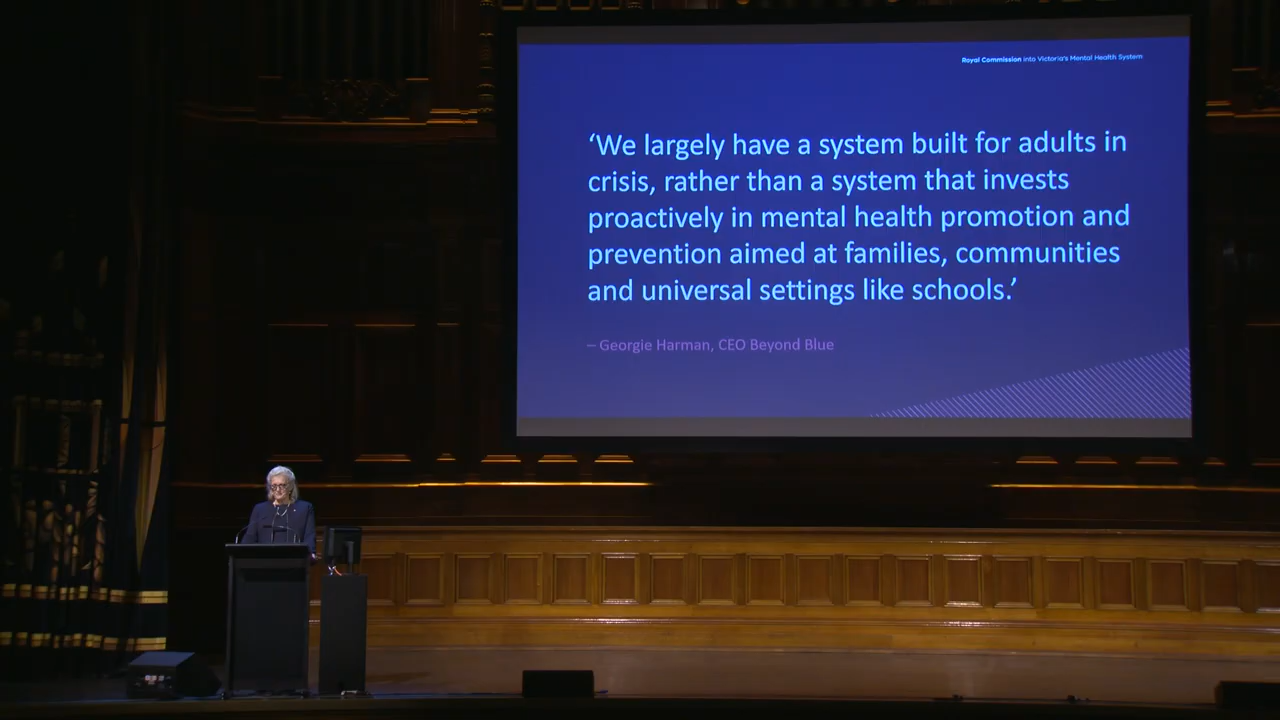 Royal Commission into Victoria's Mental Health System
‘We largely have a system built for adults in
crisis, rather than a system that invests
proactively in mental health promotion and
prevention aimed at families, communities
and universal settings like schools.’
– Georgie Harman, CEO Beyond Blue